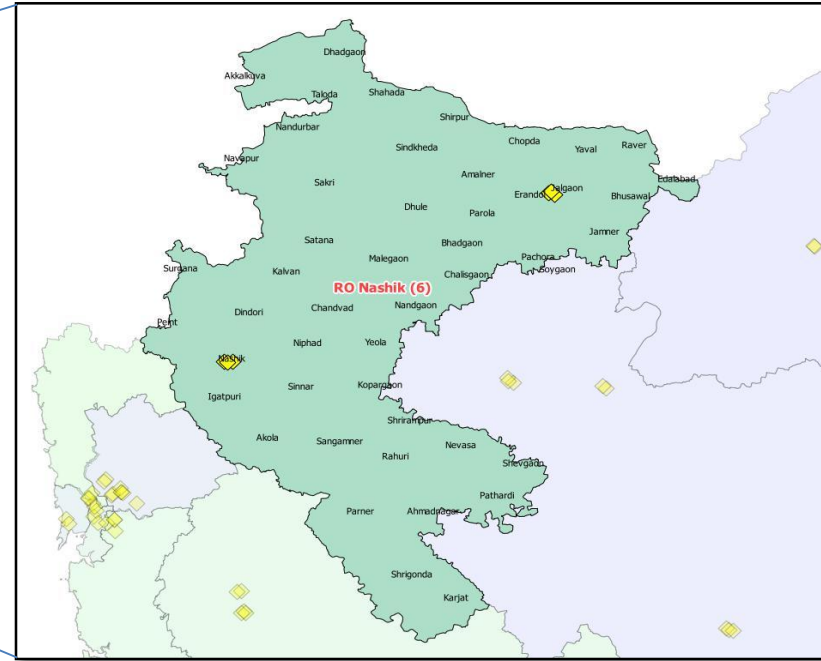 Dhadgaon
Akkalkuva
Taloda
Shahada
Shirpur
Nandurbar
Chopda
Raver
Sindkheda
Yaval
Navapur
Amalner
Edalabad
Sakri
Jalgaon
Erandol
Bhusawal
Dhule
Parola
Jamner
Satana
Bhadgaon
Malegaon
Pachora
Surgana
Kalvan
Chalisgaon
Soygaon
RO Nashik (6)
Dindori
Chandvad
Nandgaon
Peint
Niphad
Yeola
Nashik
Sinnar
Kopargaon
Igatpuri
Shrirampur
Akola
Sangamner
Nevasa
Rahuri
Shevgaon
Pathardi
Parner
Ahmadnagar
Shrigonda
Karjat